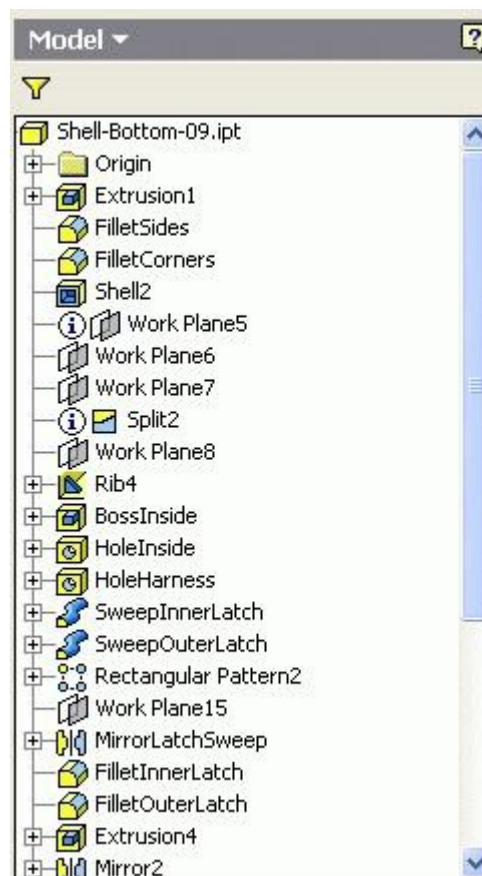 Model
?
Shell-Bottom-09.ipt
Origin
Extrusion1
FilletSides
FilletCorners
Shell2
Work Plane5
Work Plane6
Work Plane7
Split2
Work Plane8
Rib4
BossInside
HoleInside
HoleHarness
SweepInnerLatch
SweepOuterLatch
Rectangular Pattern2
Work Plane15
MirrorLatchSweep
FilletInnerLatch
FilletOuterLatch
Extrusion4
Mirror2